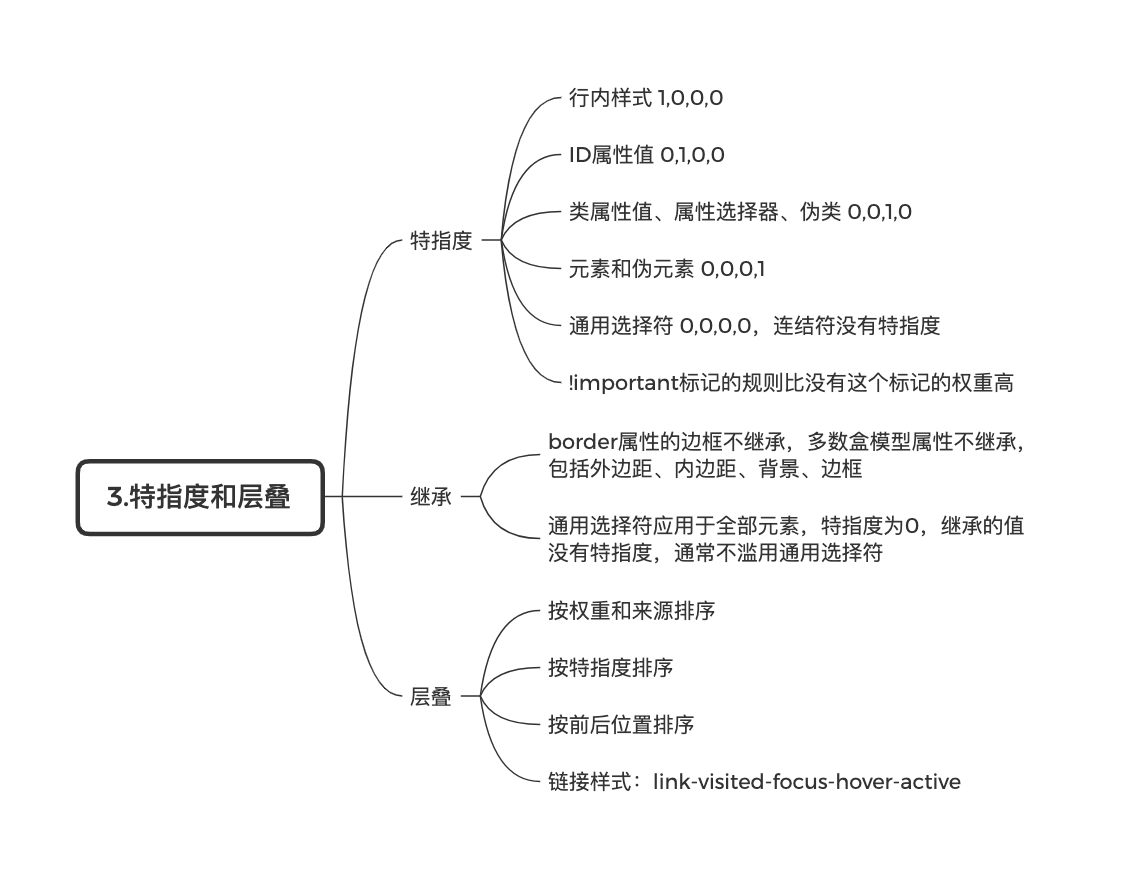 3.特指度和层叠
特指度
行内样式 1,0,0,0
ID属性值 0,1,0,0
类属性值、属性选择器、伪类 0,0,1,0
元素和伪元素 0,0,0,1
通用选择符 0,0,0,0，连结符没有特指度
!important标记的规则比没有这个标记的权重高
继承
border属性的边框不继承，多数盒模型属性不继承，
包括外边距、内边距、背景、边框
通用选择符应用于全部元素，特指度为0，继承的值
没有特指度，通常不滥用通用选择符
层叠
按权重和来源排序
按特指度排序
按前后位置排序
链接样式：link-visited-focus-hover-active